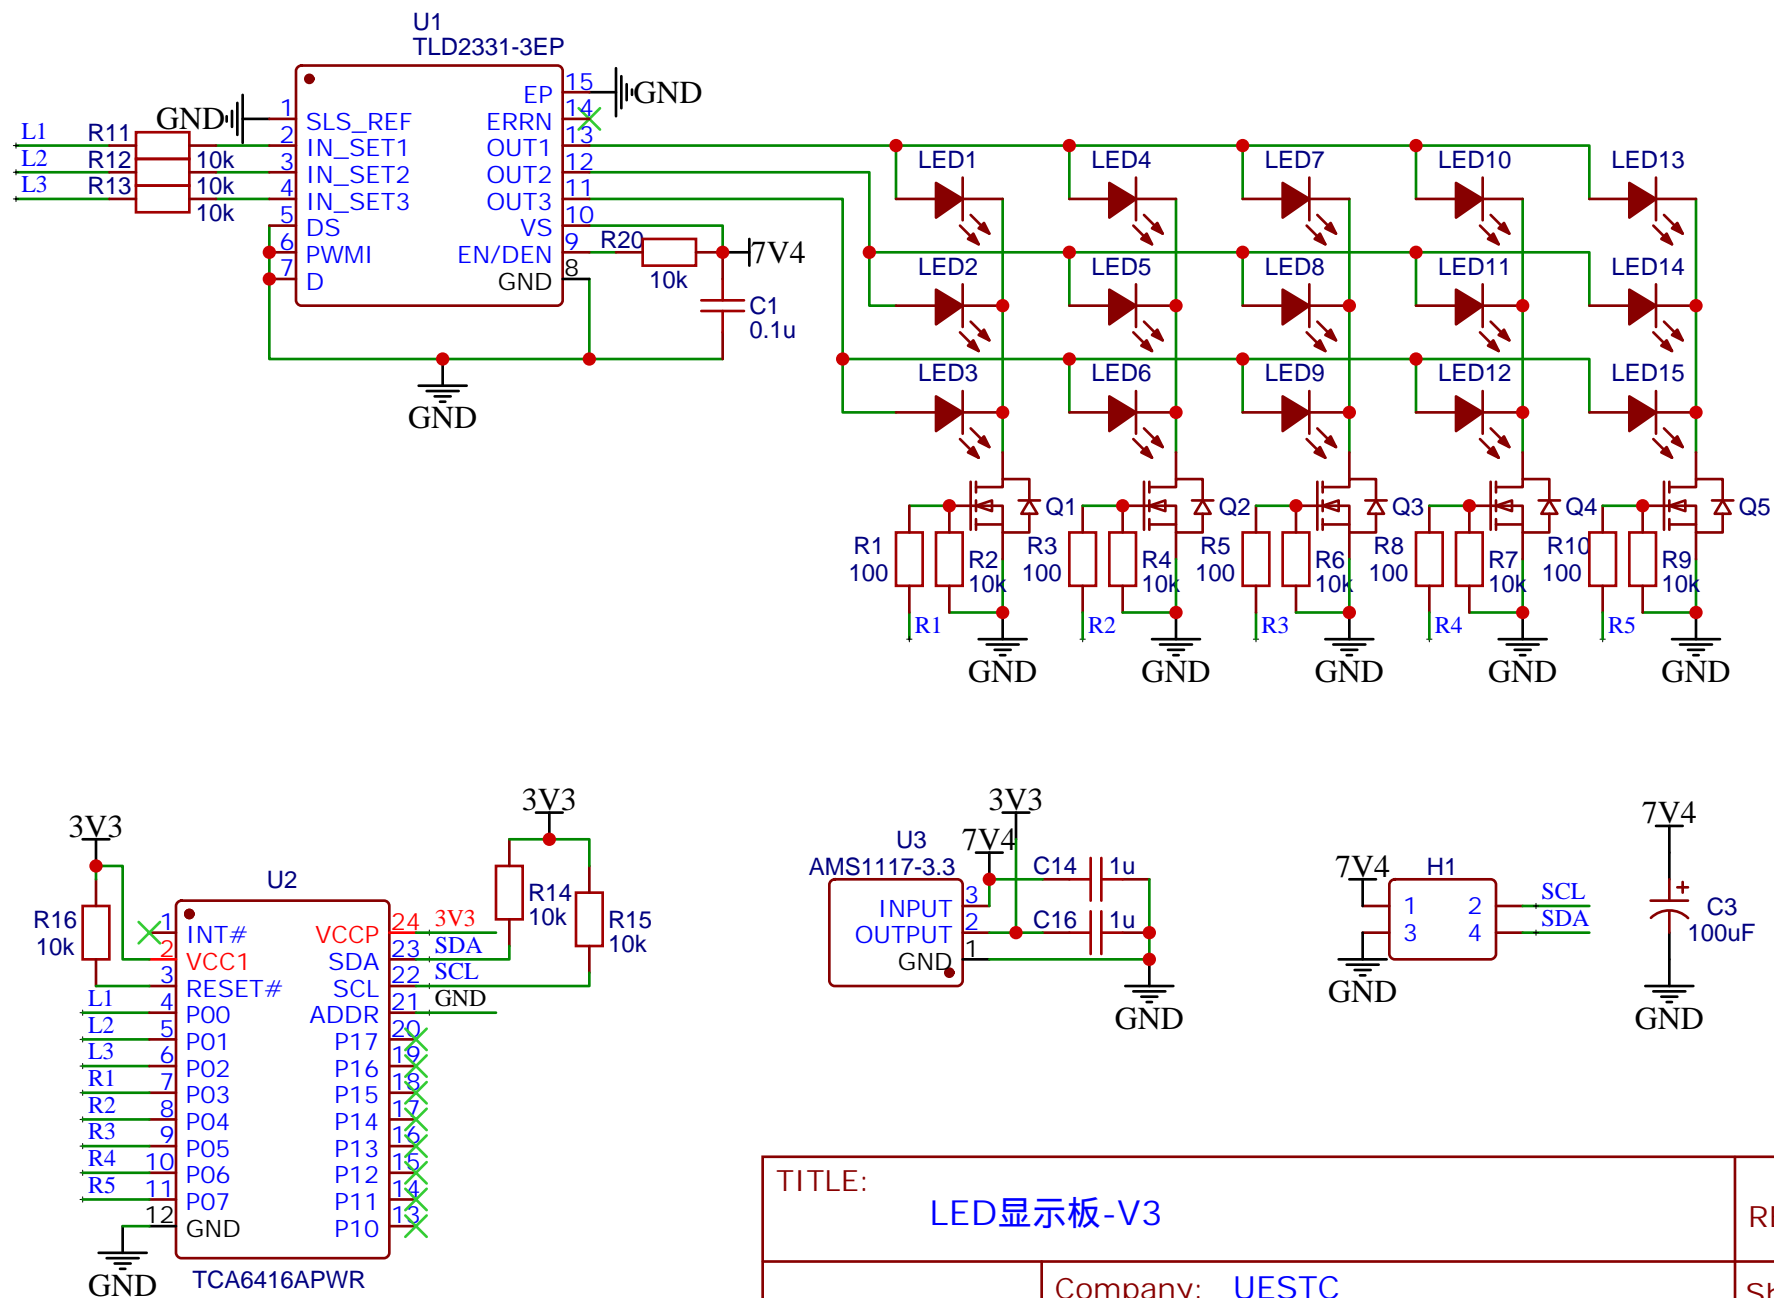 U1
TLD2331-3EP
GND
1 SLS_REF
L1 R11 10k 2 IN_SET1
L2 R12 10k 3 IN_SET2
L3 R13 10k 4 IN_SET3
5 DS
6 PWMI
7 D
EP 15 GND
ERRN 14
OUT1 13
OUT2 12
OUT3 11
VS 10
EN/DEN 9
GND 8
R20
10k
7V4
C1
0.1u
GND
LED1 LED4 LED7 LED10 LED13
LED2 LED5 LED8 LED11 LED14
LED3 LED6 LED9 LED12 LED15
Q1 Q2 Q3 Q4 Q5
R1 100 R2 10k R3 100 R4 10k R5 100 R6 10k R8 100 R7 10k R10 100 R9 10k
R1 R2 R3 R4 R5
GND GND GND GND GND
3V3
R16
10k
U2
1 INT#
2 VCC1
3 RESET#
L1 4 P00
L2 5 P01
L3 6 P02
R1 7 P03
R2 8 P04
R3 9 P05
R4 10 P06
R5 11 P07
12 GND
GND
VCCP 24 3V3
SDA 23 SDA
SCL 22 SCL
ADDR 21 GND
P17 20
P16 19
P15 18
P14 17
P13 16
P12 15
P11 14
P10 13
TCA6416APWR
3V3
R14
10k
R15
10k
3V3
7V4
U3
AMS1117-3.3
INPUT 3
OUTPUT 2
GND 1
C14 1u
C16 1u
GND
7V4
H1
1 2 SCL
3 4 SDA
GND
7V4
+
C3
100uF
GND
TITLE:
LED显示板-V3
Company: UESTC